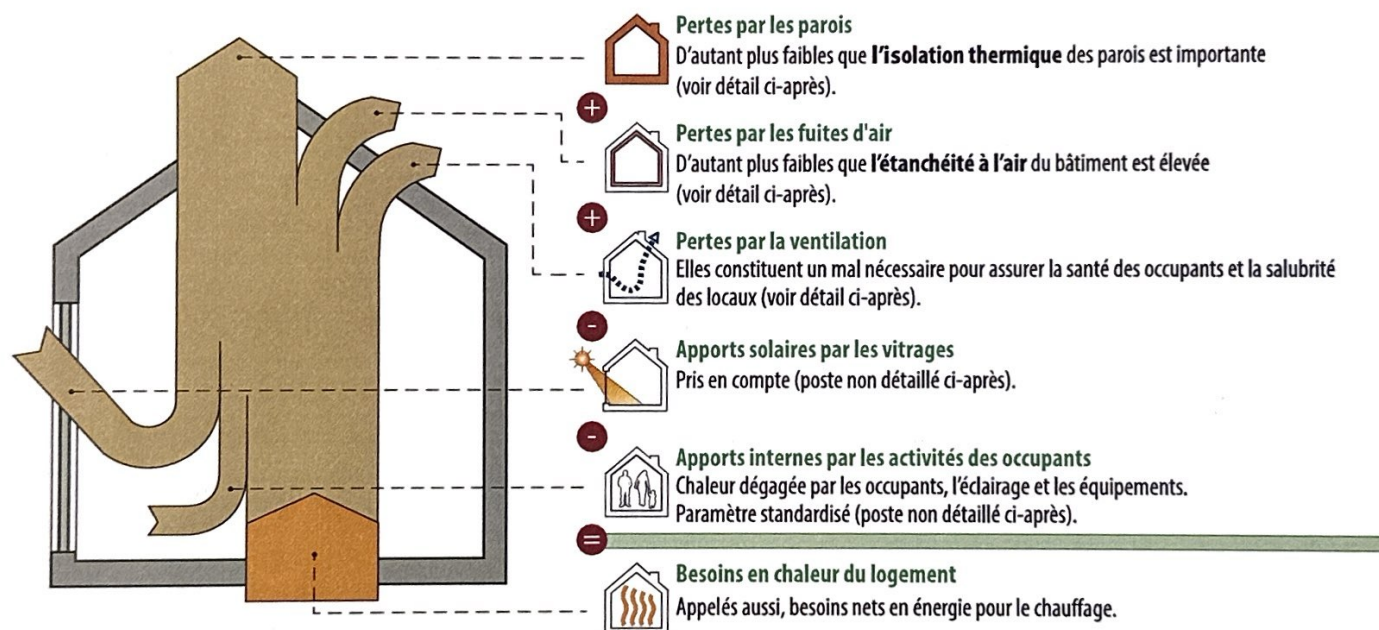 Pertes par les parois
D'autant plus faibles que l'isolation thermique des parois est importante
(voir détail ci-après).
+
Pertes par les fuites d'air
D'autant plus faibles que l'étanchéité à l'air du bâtiment est élevée
(voir détail ci-après).
+
Pertes par la ventilation
Elles constituent un mal nécessaire pour assurer la santé des occupants et la salubrité
des locaux (voir détail ci-après).
-
Apports solaires par les vitrages
Pris en compte (poste non détaillé ci-après).
-
Apports internes par les activités des occupants
Chaleur dégagée par les occupants, l'éclairage et les équipements.
Paramètre standardisé (poste non détaillé ci-après).
=
Besoins en chaleur du logement
Appelés aussi, besoins nets en énergie pour le chauffage.